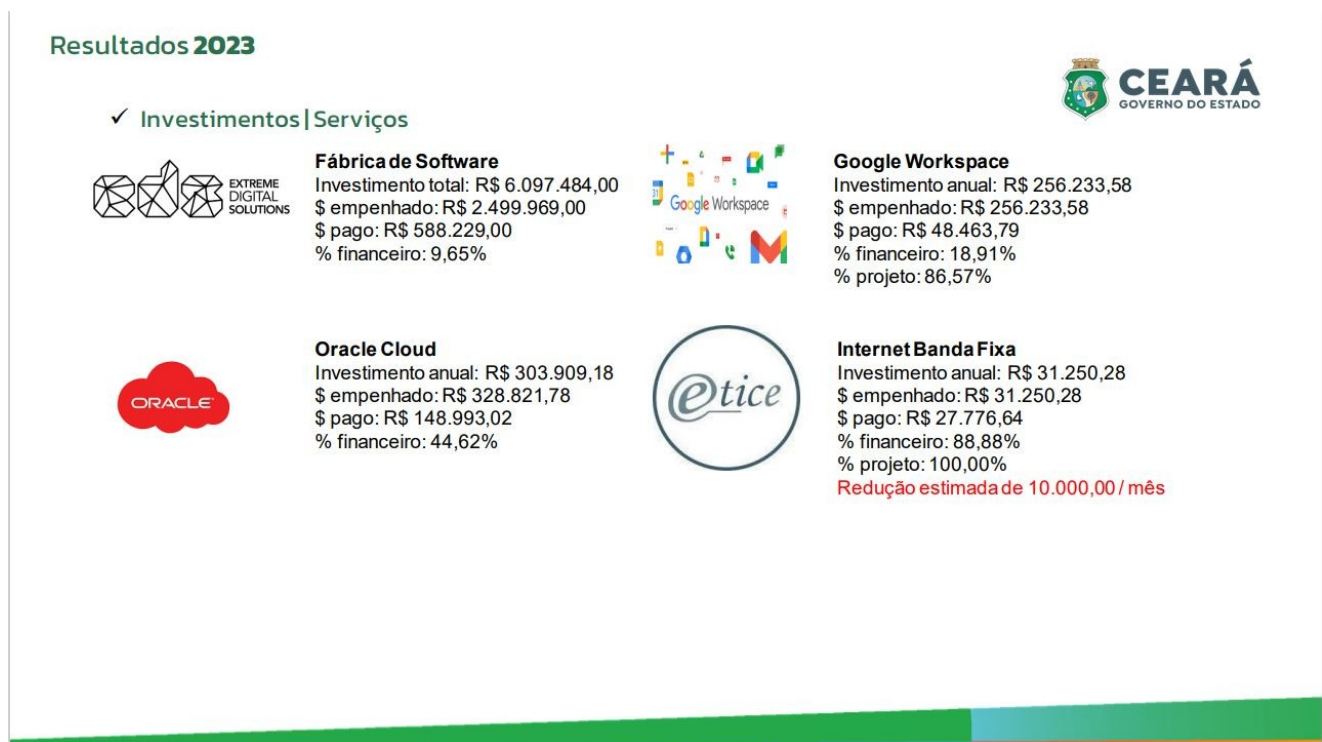 Resultados 2023
CEARÁ
GOVERNO DO ESTADO
✓ Investimentos | Serviços
eds
EXTREME
DIGITAL
SOLUTIONS
Fábrica de Software
Investimento total: R$ 6.097.484,00
$ empenhado: R$ 2.499.969,00
$ pago: R$ 588.229,00
% financeiro: 9,65%
31
Google Workspace
Google Workspace
Investimento anual: R$ 256.233,58
$ empenhado: R$ 256.233,58
$ pago: R$ 48.463,79
% financeiro: 18,91%
% projeto: 86,57%
ORACLE
Oracle Cloud
Investimento anual: R$ 303.909,18
$ empenhado: R$ 328.821,78
$ pago: R$ 148.993,02
% financeiro: 44,62%
etice
Internet Banda Fixa
Investimento anual: R$ 31.250,28
$ empenhado: R$ 31.250,28
$ pago: R$ 27.776,64
% financeiro: 88,88%
% projeto: 100,00%
Redução estimada de 10.000,00 / mês